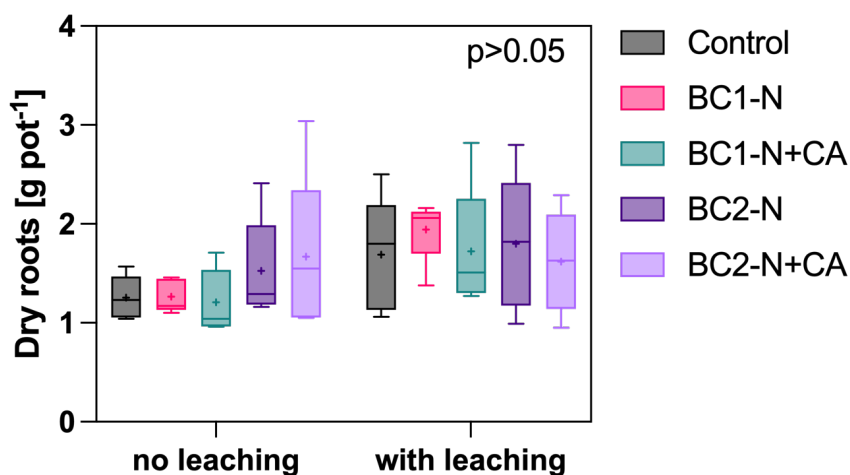 Dry roots [g pot⁻¹]
4
3
2
1
0
p>0.05
no leaching
with leaching
Control
BC1-N
BC1-N+CA
BC2-N
BC2-N+CA